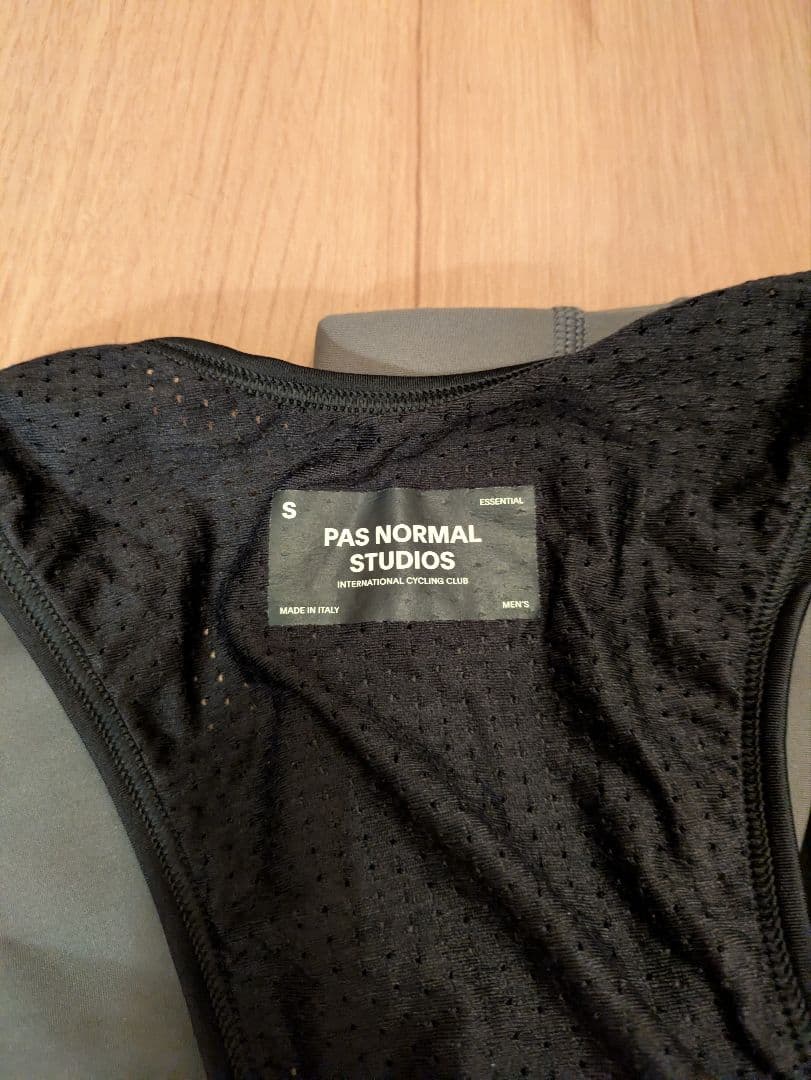 S
ESSENTIAL
PAS NORMAL
STUDIOS
INTERNATIONAL CYCLING CLUB
MADE IN ITALY
MEN'S